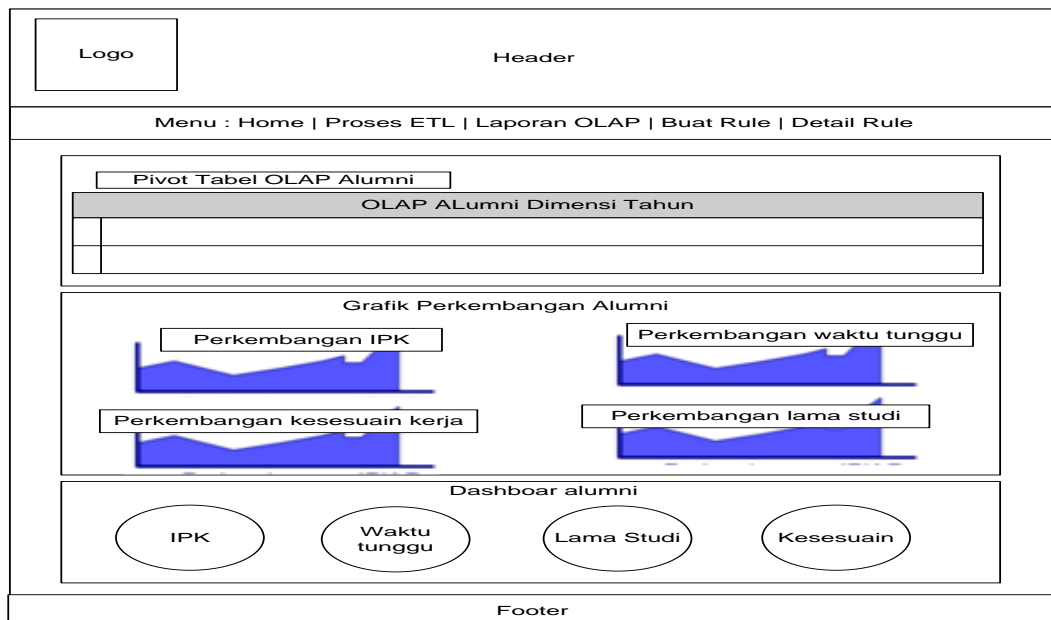 Logo
Header
Menu : Home | Proses ETL | Laporan OLAP | Buat Rule | Detail Rule
Pivot Tabel OLAP Alumni
OLAP ALumni Dimensi Tahun
Grafik Perkembangan Alumni
Perkembangan IPK
Perkembangan waktu tunggu
Perkembangan kesesuain kerja
Perkembangan lama studi
Dashboar alumni
IPK
Waktu
tunggu
Lama Studi
Kesesuain
Footer